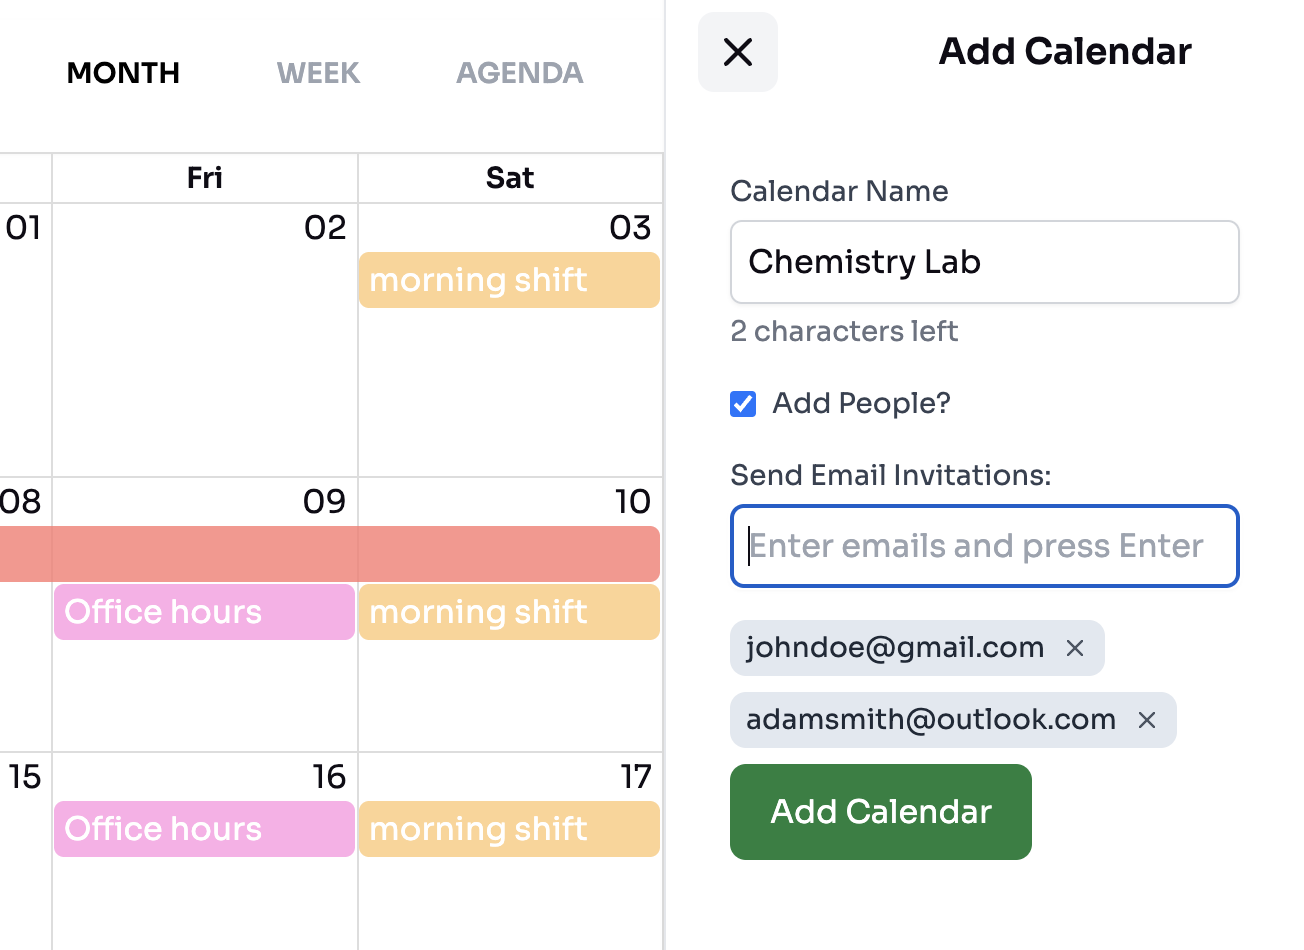 MONTH WEEK AGENDA
Fri Sat
01 02 03
morning shift
08 09 10
Office hours morning shift
15 16 17
Office hours morning shift
Add Calendar
Calendar Name
Chemistry Lab
2 characters left
Add People?
Send Email Invitations:
Enter emails and press Enter
johndoe@gmail.com
adamsmith@outlook.com
Add Calendar